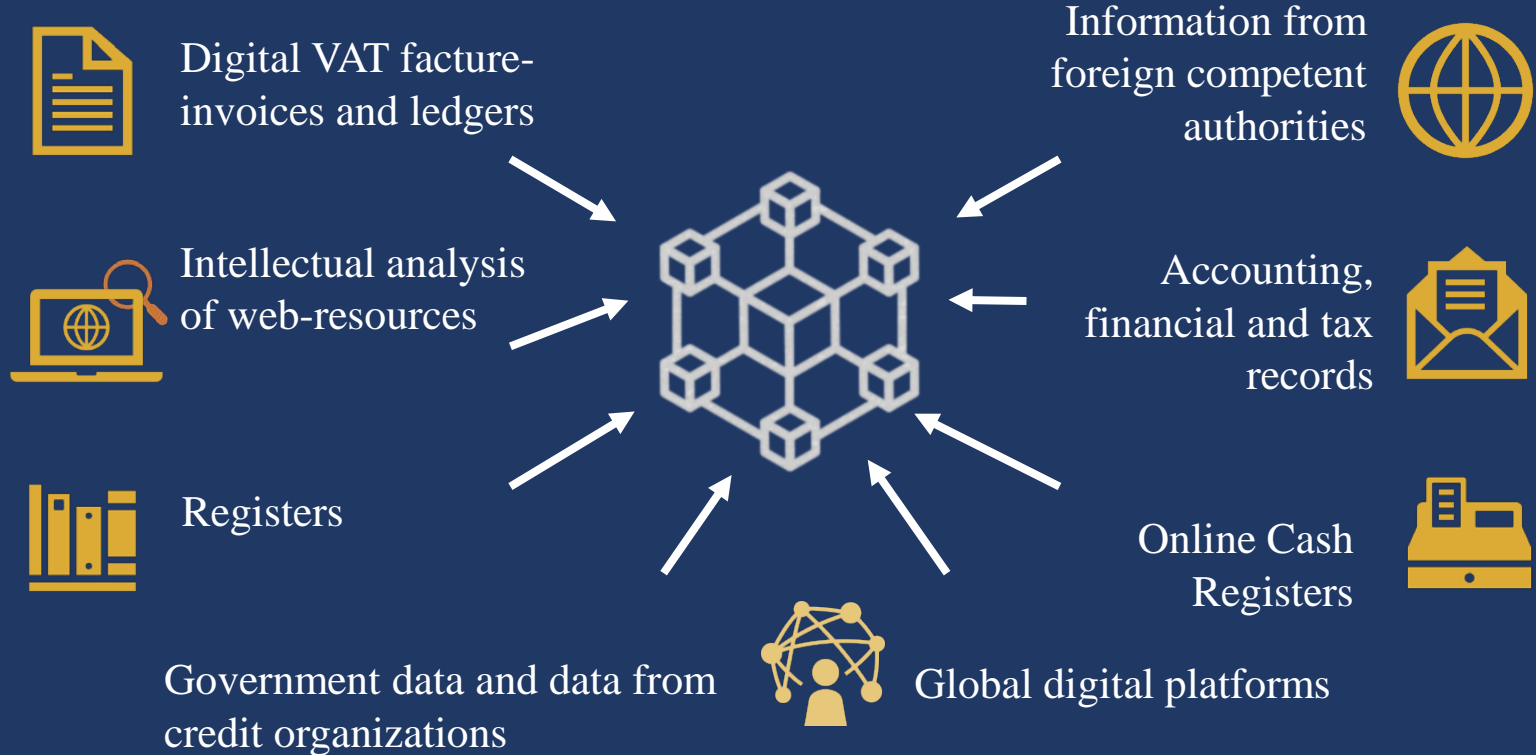 Digital VAT facture-
invoices and ledgers
Information from
foreign competent
authorities
Intellectual analysis
of web-resources
Accounting,
financial and tax
records
Registers
Online Cash
Registers
Government data and data from
credit organizations
Global digital platforms